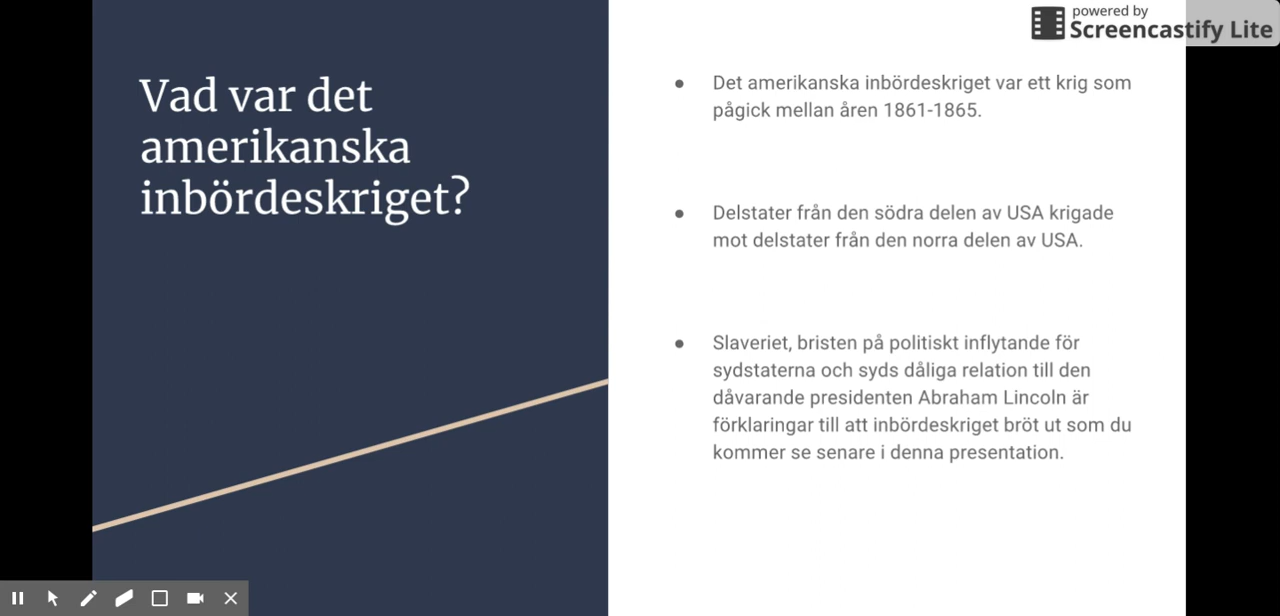 Vad var det
amerikanska
inbördeskriget?
powered by
Screencastify Lite
● Det amerikanska inbördeskriget var ett krig som
pågick mellan åren 1861-1865.
● Delstater från den södra delen av USA krigade
mot delstater från den norra delen av USA.
● Slaveriet, bristen på politiskt inflytande för
sydstaterna och syds dåliga relation till den
dåvarande presidenten Abraham Lincoln är
förklaringar till att inbördeskriget bröt ut som du
kommer se senare i denna presentation.